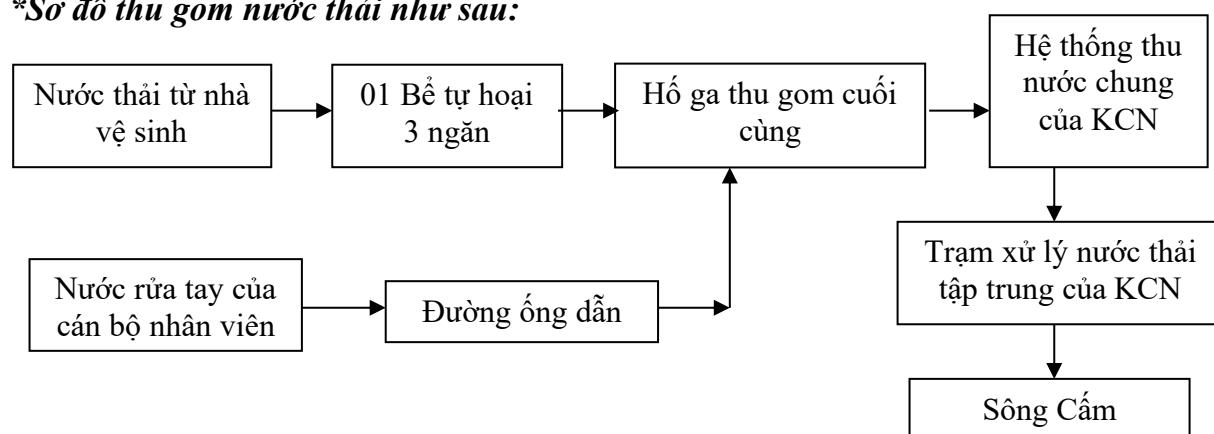 *Sơ đồ thu gom nước thải như sau:
Nước thải từ nhà
vệ sinh
01 Bể tự hoại
3 ngăn
Hố ga thu gom cuối
cùng
Hệ thống thu
nước chung
của KCN
Nước rửa tay của
cán bộ nhân viên
Đường ống dẫn
Trạm xử lý nước thải
tập trung của KCN
Sông Cấm